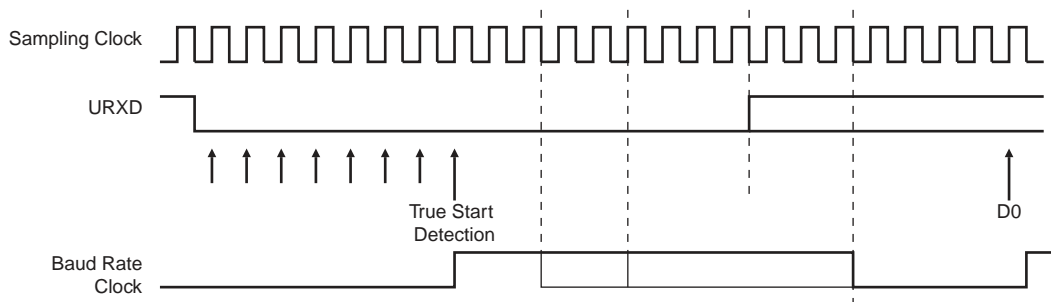 Sampling Clock
URXD
True Start
Detection
D0
Baud Rate
Clock